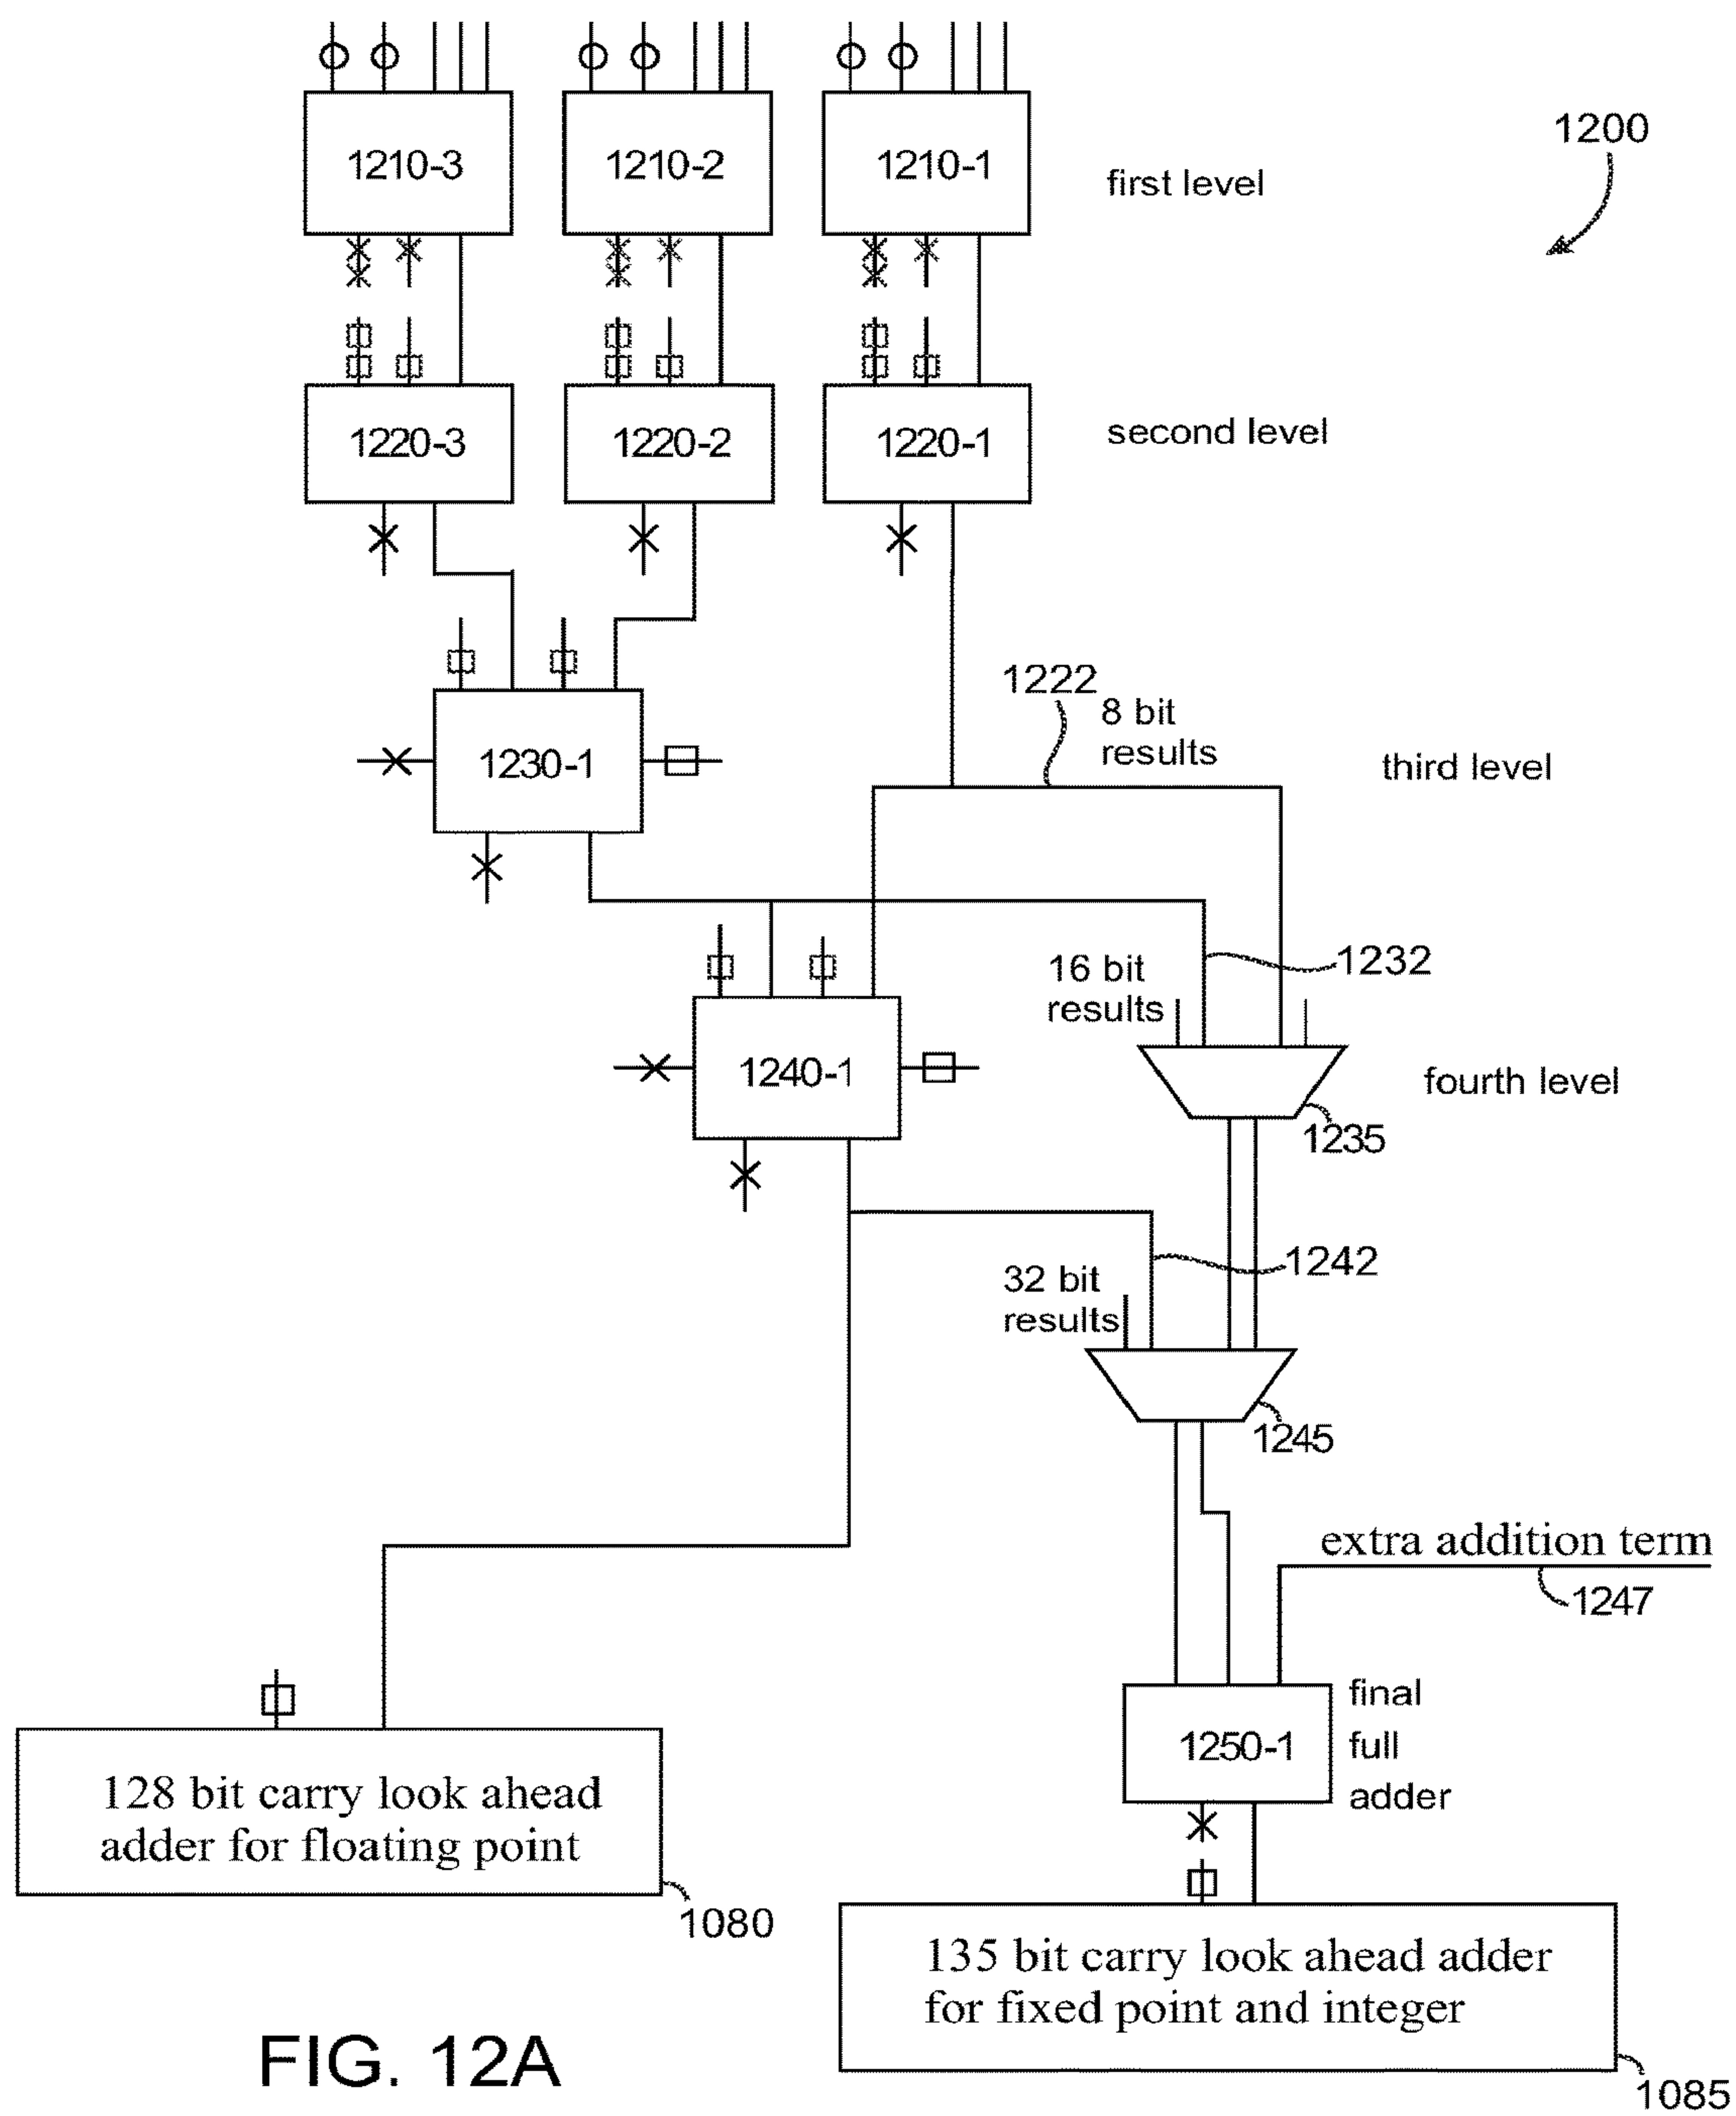 1200
1210-3
1210-2
1210-1
first level
1220-3
1220-2
1220-1
second level
1222
8 bit
results
1230-1
third level
1232
16 bit
results
1240-1
fourth level
1235
1242
32 bit
results
1245
extra addition term
1247
final
1250-1
full
adder
128 bit carry look ahead
adder for floating point
1080
135 bit carry look ahead adder
for fixed point and integer
1085
FIG. 12A